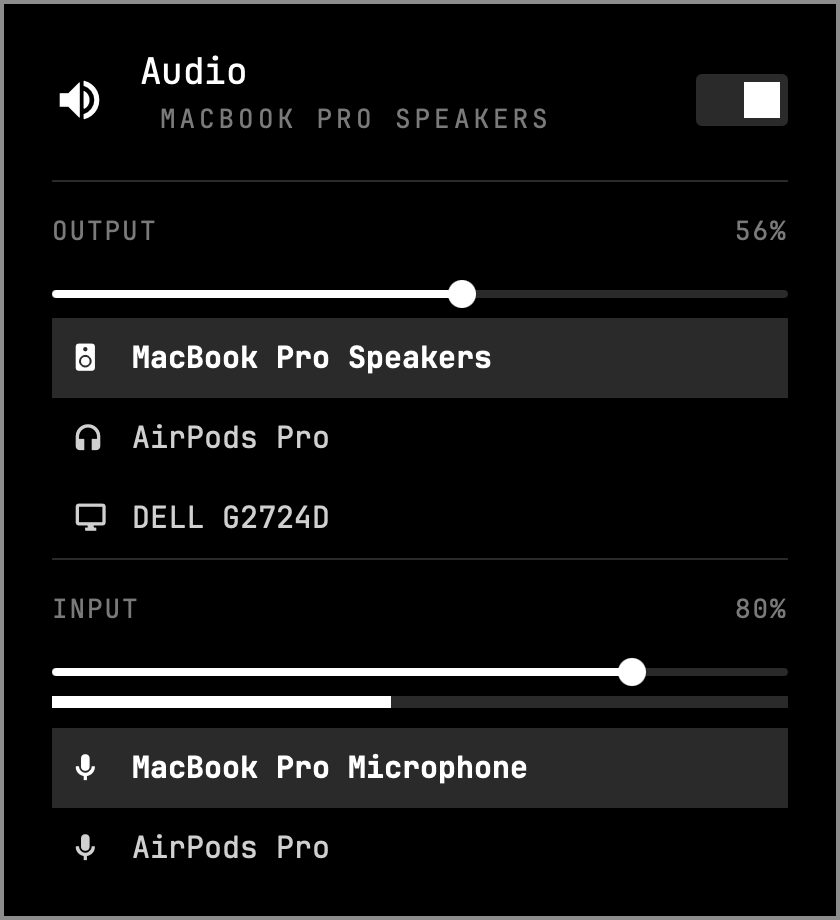 Audio
MACBOOK PRO SPEAKERS
OUTPUT 56%
MacBook Pro Speakers
AirPods Pro
DELL G2724D
INPUT 80%
MacBook Pro Microphone
AirPods Pro